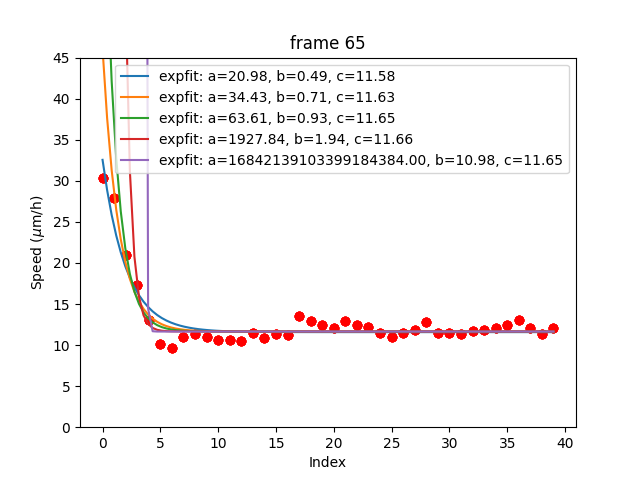 frame 65
expfit: a=20.98, b=0.49, c=11.58
expfit: a=34.43, b=0.71, c=11.63
expfit: a=63.61, b=0.93, c=11.65
expfit: a=1927.84, b=1.94, c=11.66
expfit: a=16842139103399184384.00, b=10.98, c=11.65
Speed (μm/h)
45
40
35
30
25
20
15
10
5
0
0 5 10 15 20 25 30 35 40
Index